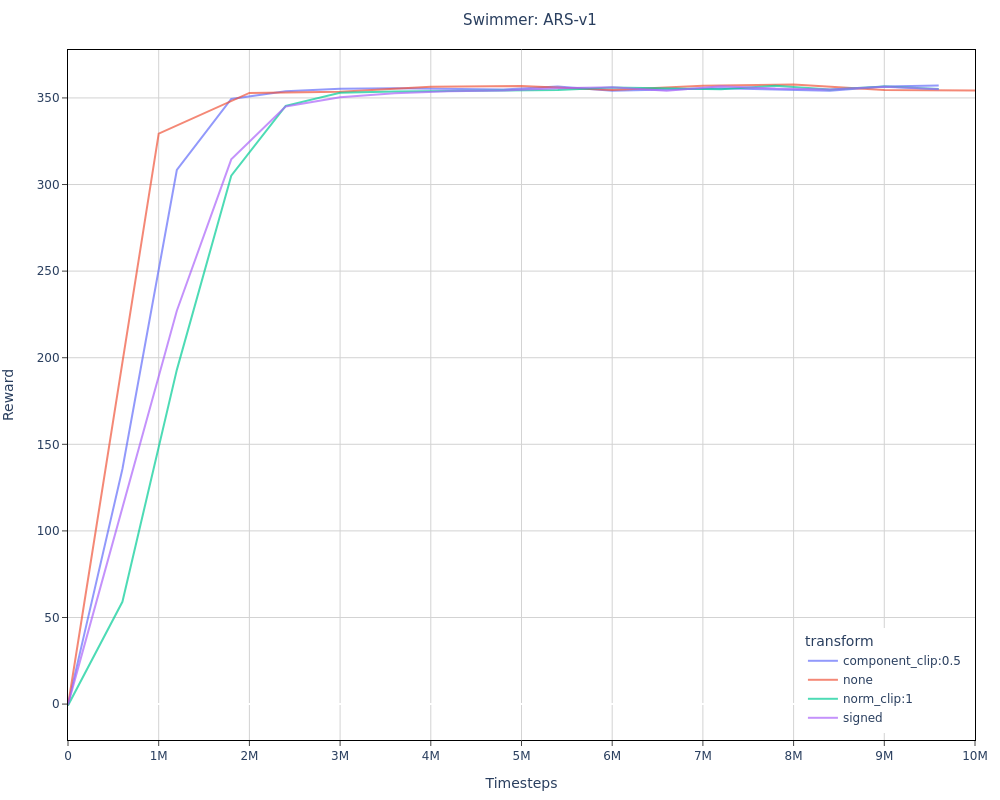 Swimmer: ARS-v1
Reward
350
300
250
200
150
100
50
0
0 1M 2M 3M 4M 5M 6M 7M 8M 9M 10M
Timesteps
transform
component_clip:0.5
none
norm_clip:1
signed